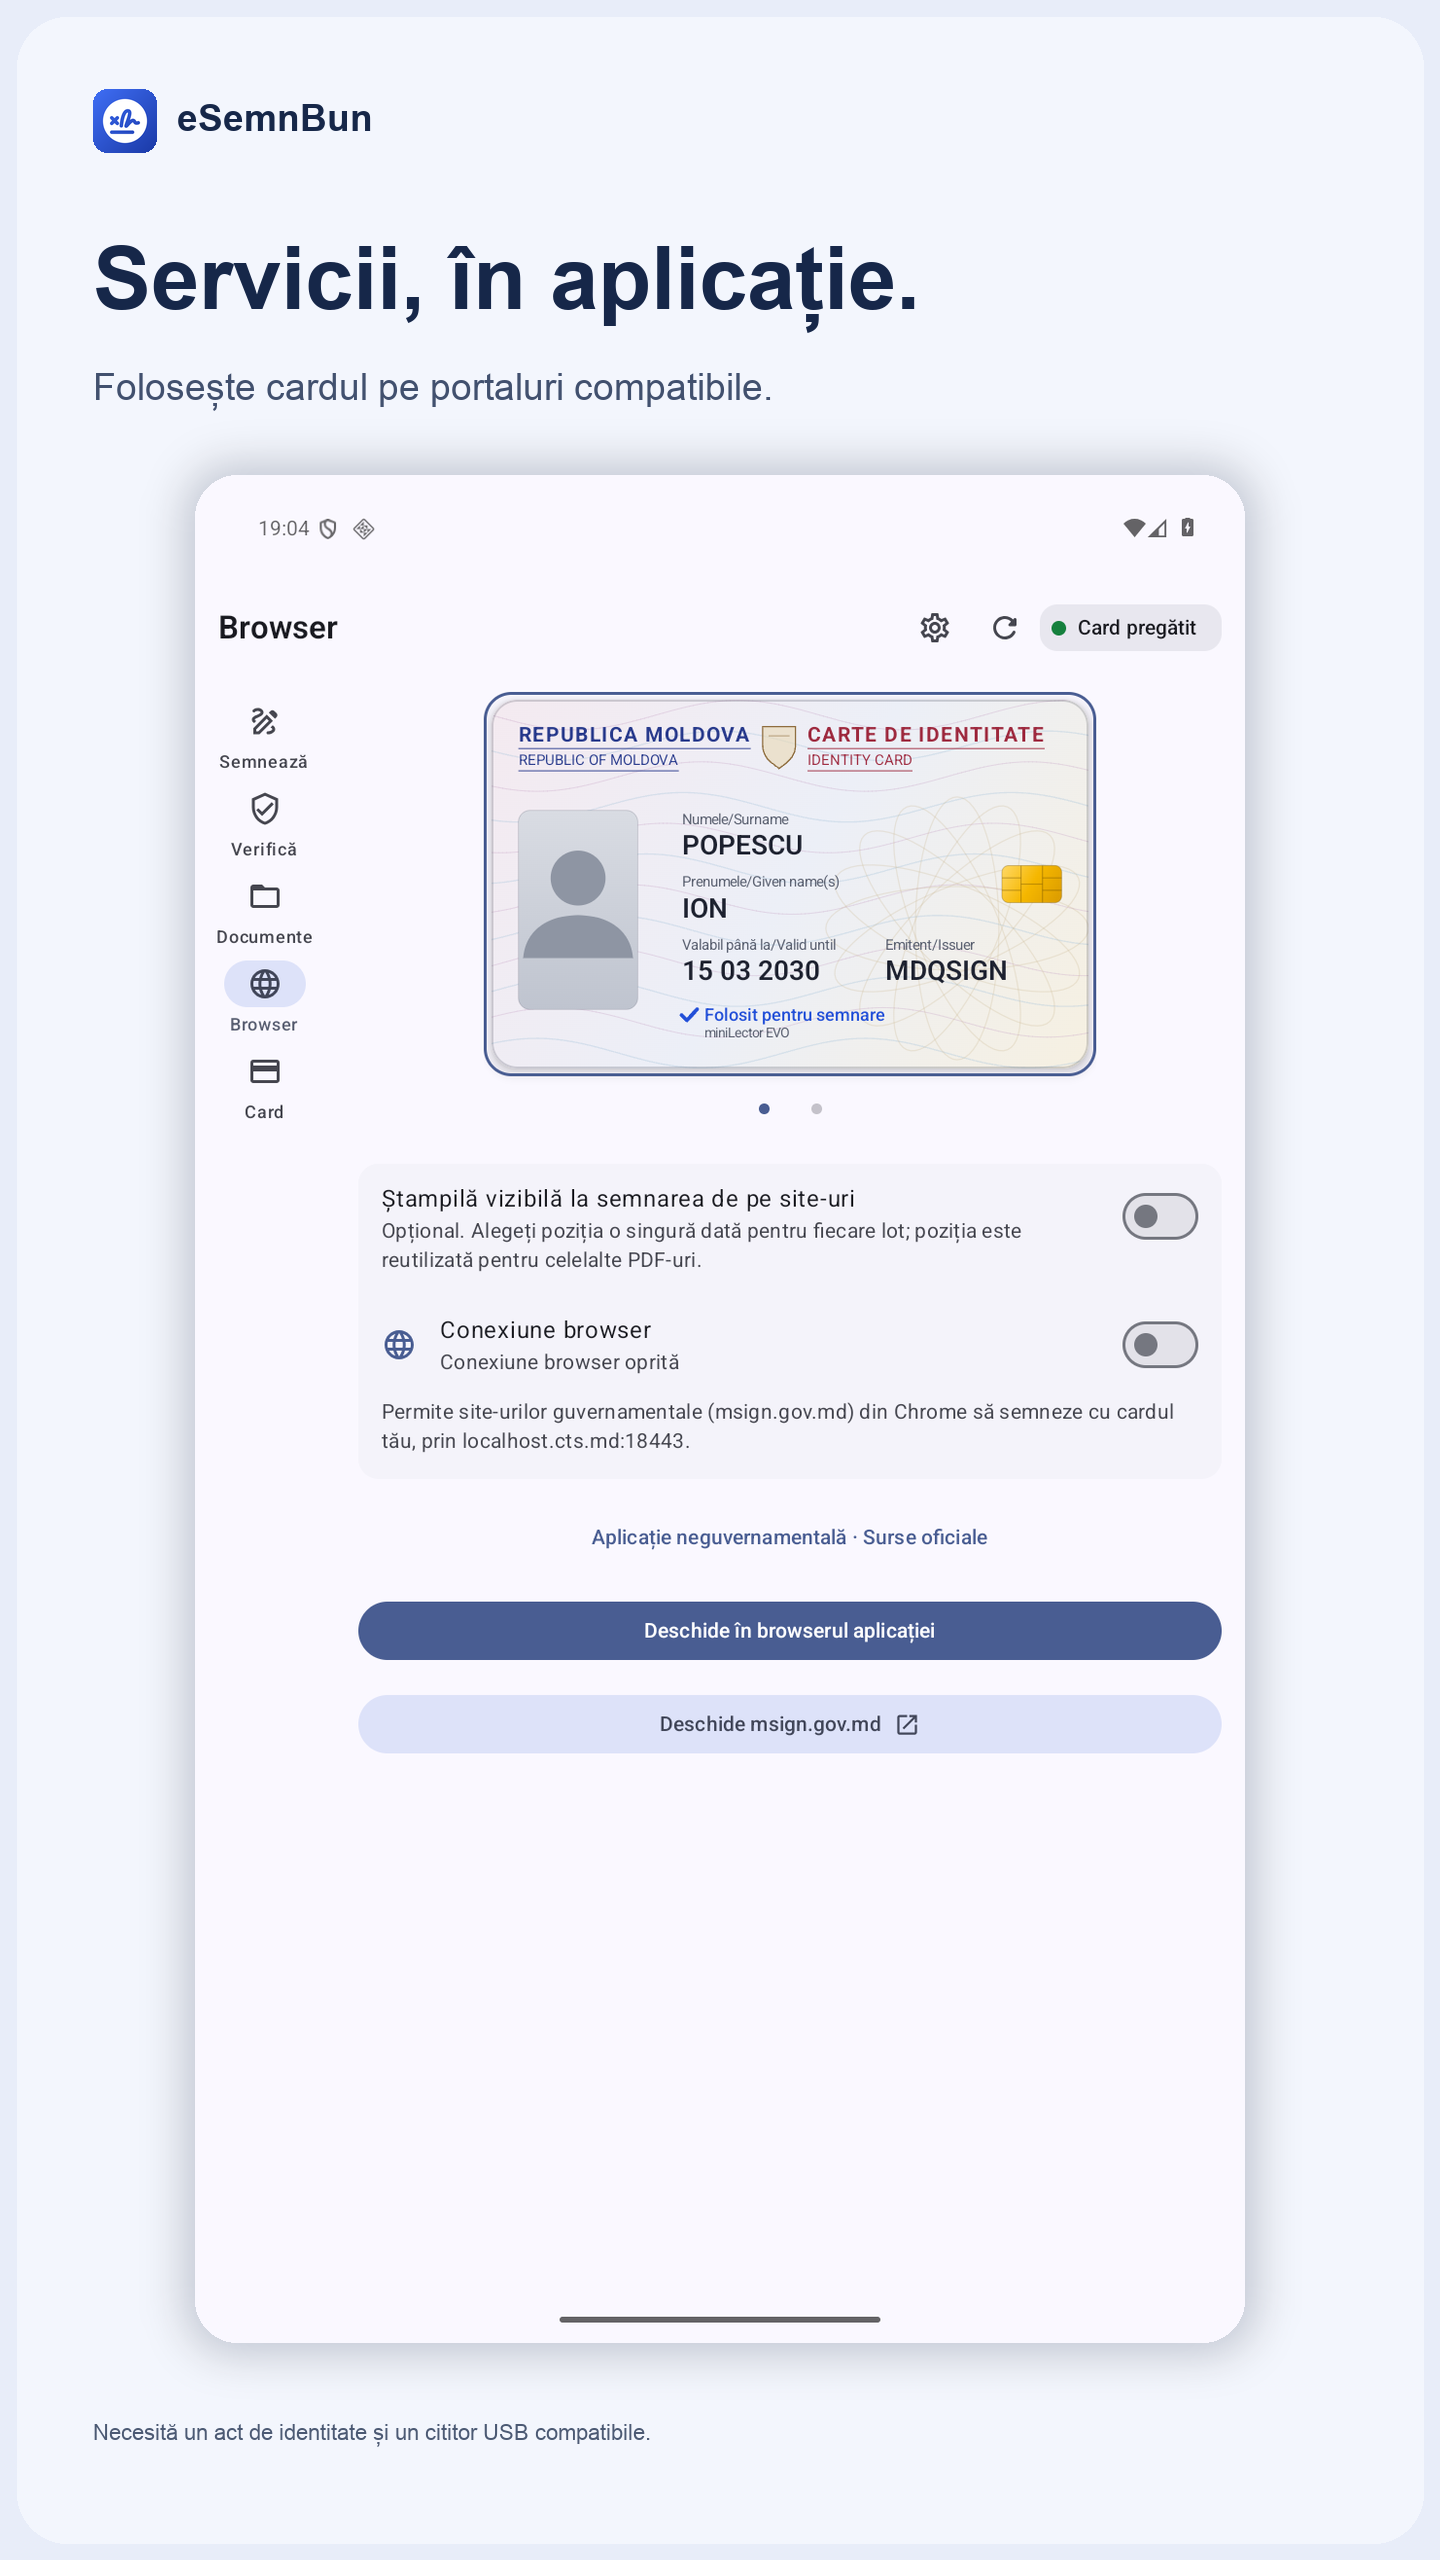 eSemnBun
Servicii, în aplicație.
Folosește cardul pe portaluri compatibile.
19:04
Browser
Card pregătit
Semnează
Verifică
Documente
Browser
Card
REPUBLICA MOLDOVA
REPUBLIC OF MOLDOVA
CARTE DE IDENTITATE
IDENTITY CARD
Numele/Surname
POPESCU
Prenumele/Given name(s)
ION
Valabil până la/Valid until
15 03 2030
Emitent/Issuer
MDQSIGN
Folosit pentru semnare
miniLector EVO
Ștampilă vizibilă la semnarea de pe site-uri
Opțional. Alegeți poziția o singură dată pentru fiecare lot; poziția este
reutilizată pentru celelalte PDF-uri.
Conexiune browser
Conexiune browser oprită
Permite site-urilor guvernamentale (msign.gov.md) din Chrome să semneze cu cardul
tău, prin localhost.cts.md:18443.
Aplicație neguvernamentală · Surse oficiale
Deschide în browserul aplicației
Deschide msign.gov.md
Necesită un act de identitate și un cititor USB compatibile.